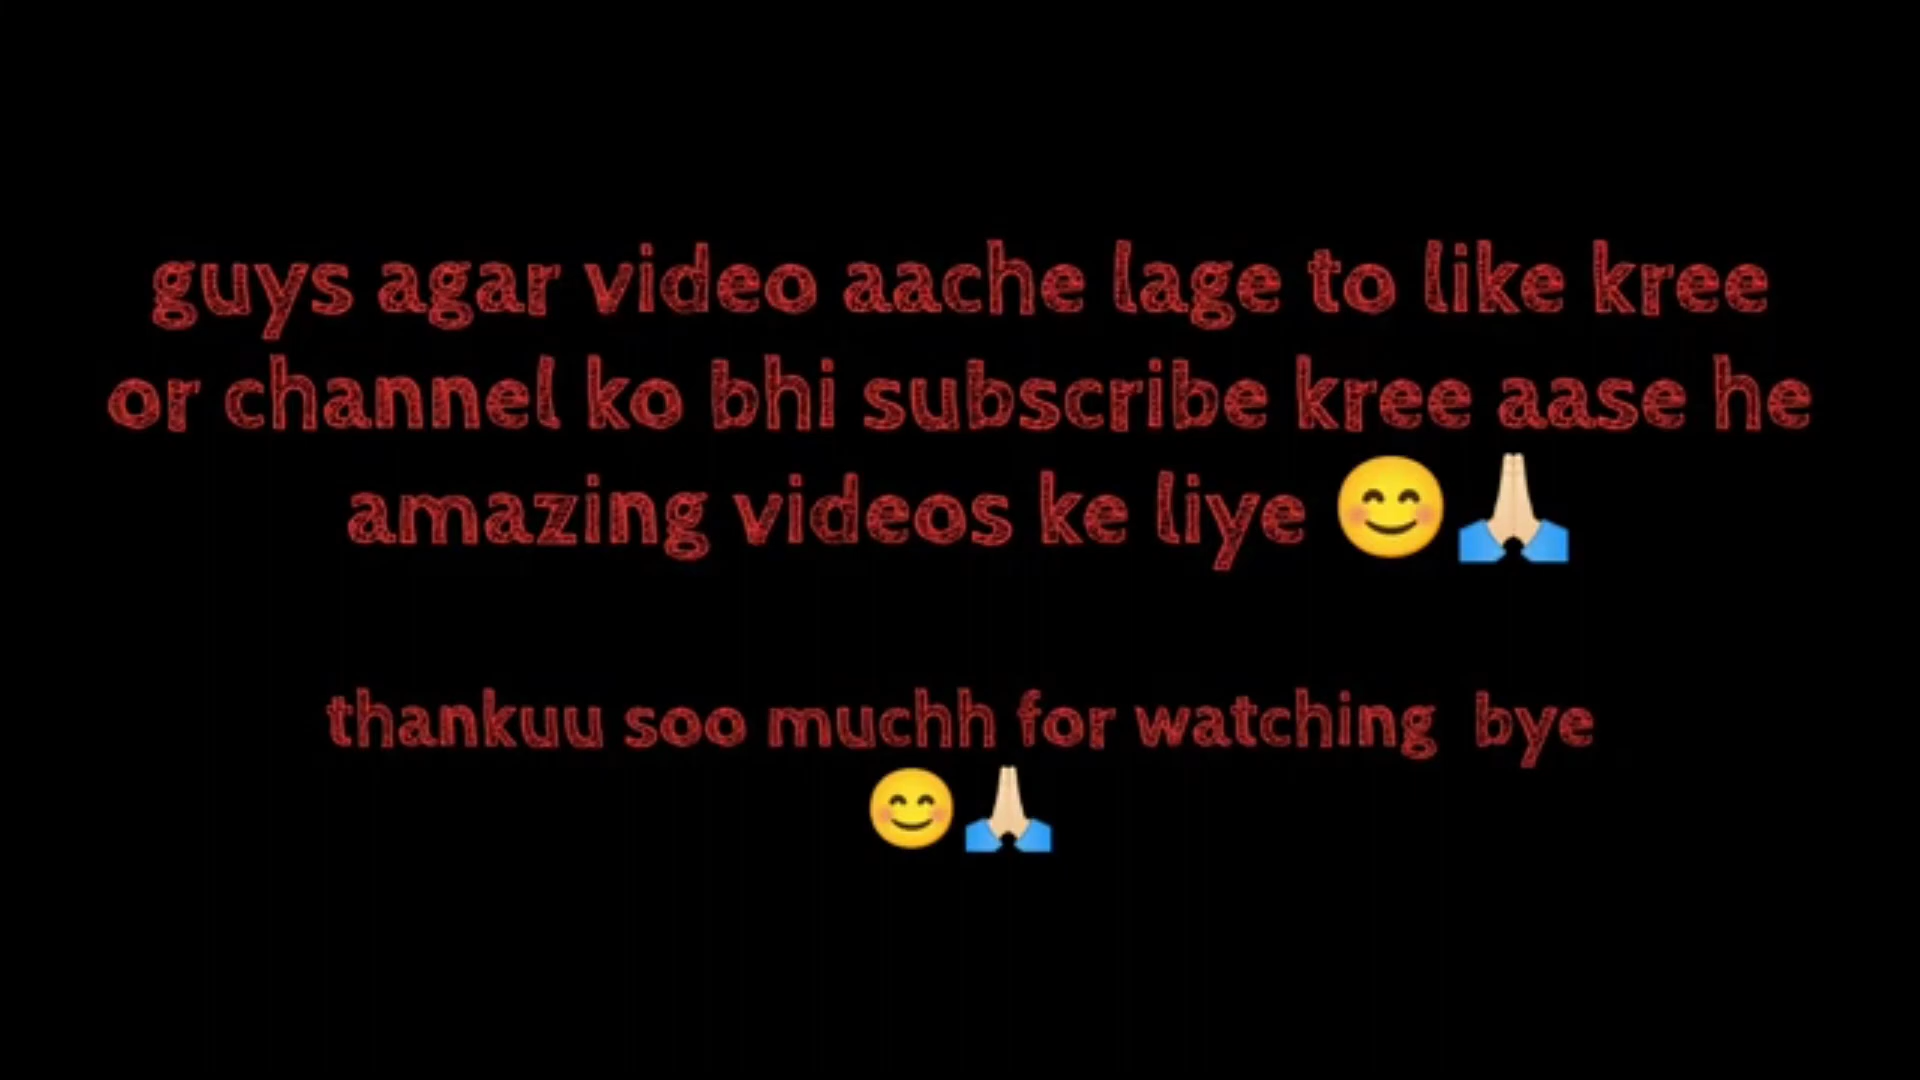 guys agar video aache lage to like kree
or channel ko bhi subscribe kree aase he
amazing videos ke liye 😊🙏🏻
thankuu soo muchh for watching  bye
😊🙏🏻